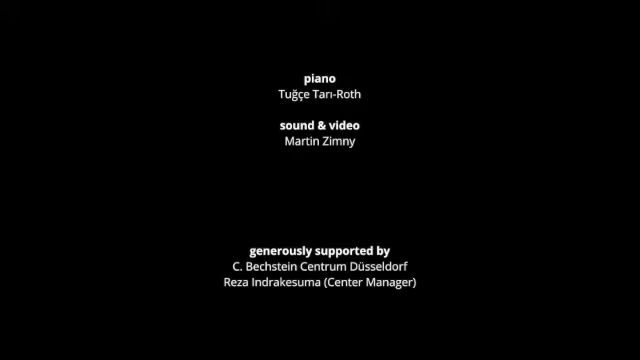 piano
Tuğçe Tarı-Roth
sound & video
Martin Zimny
generously supported by
C. Bechstein Centrum Düsseldorf
Reza Indrakesuma (Center Manager)